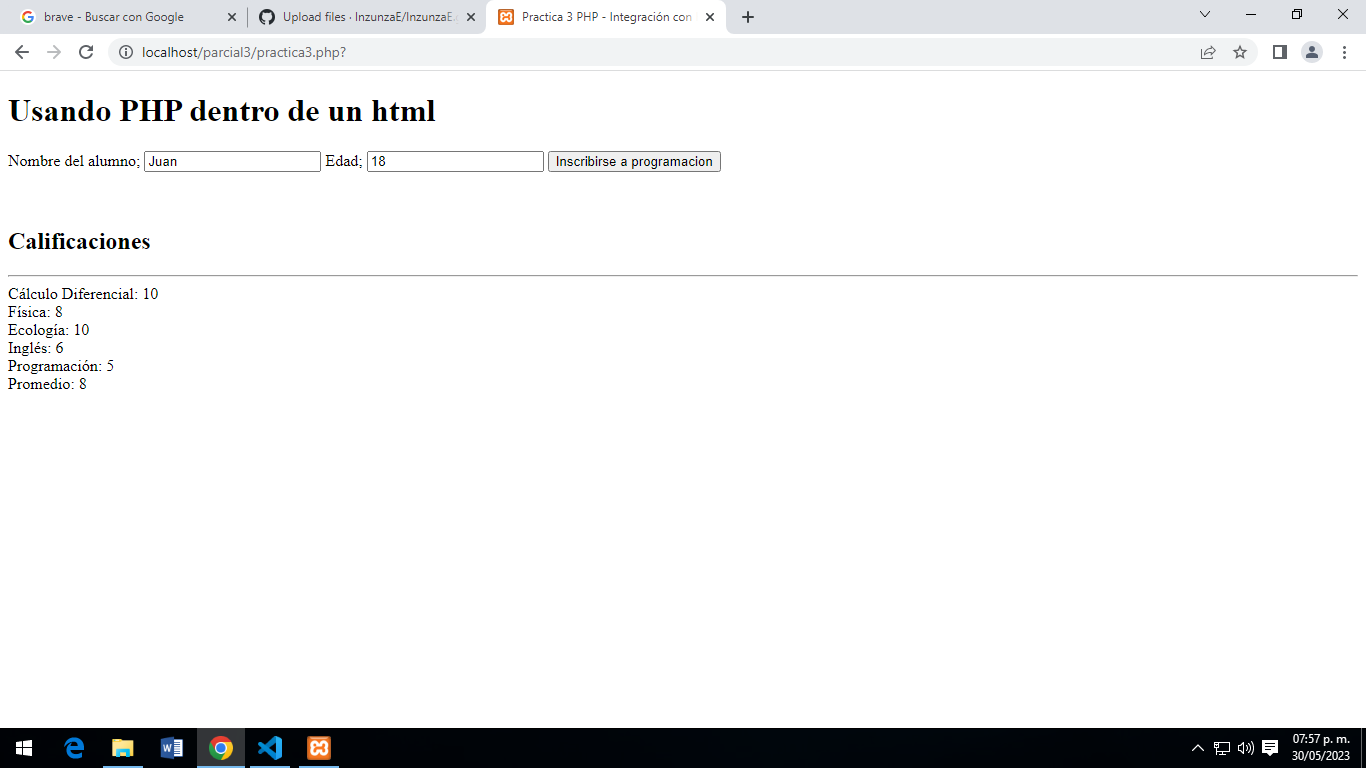 brave - Buscar con Google
Upload files · InzunzaE/InzunzaE.
Practica 3 PHP - Integración con
localhost/parcial3/practica3.php?
Usando PHP dentro de un html
Nombre del alumno; Juan Edad; 18 Inscribirse a programacion
Calificaciones
Cálculo Diferencial: 10
Física: 8
Ecología: 10
Inglés: 6
Programación: 5
Promedio: 8
07:57 p. m.
30/05/2023